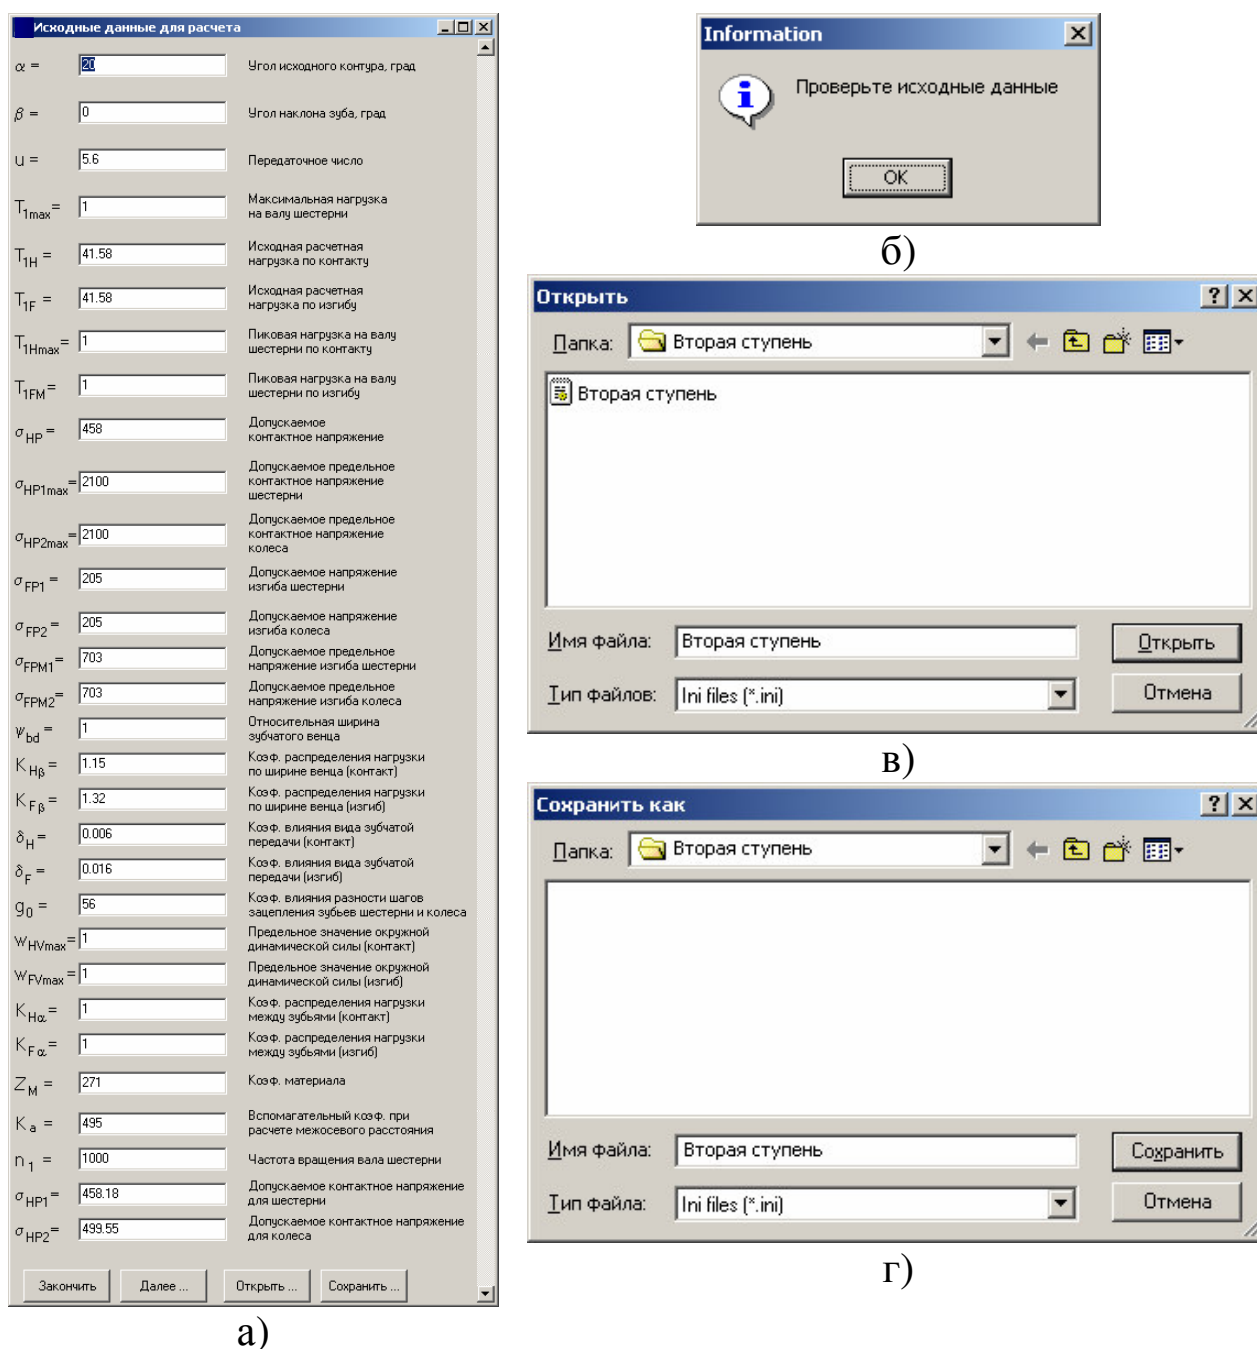 Исходные данные для расчета
α = 20 Угол исходного контура, град
β = 0 Угол наклона зуба, град
u = 5.6 Передаточное число
T1max= 1 Максимальная нагрузка
на валу шестерни
T1H = 41.58 Исходная расчетная
нагрузка по контакту
T1F = 41.58 Исходная расчетная
нагрузка по изгибу
T1Hmax= 1 Пиковая нагрузка на валу
шестерни по контакту
T1FM= 1 Пиковая нагрузка на валу
шестерни по изгибу
σHP = 458 Допускаемое
контактное напряжение
σHP1max= 2100 Допускаемое предельное
контактное напряжение
шестерни
σHP2max= 2100 Допускаемое предельное
контактное напряжение
колеса
σFP1 = 205 Допускаемое напряжение
изгиба шестерни
σFP2 = 205 Допускаемое напряжение
изгиба колеса
σFPM1= 703 Допускаемое предельное
напряжение изгиба шестерни
σFPM2= 703 Допускаемое предельное
напряжение изгиба колеса
ψbd = 1 Относительная ширина
зубчатого венца
KHβ = 1.15 Коэф. распределения нагрузки
по ширине венца (контакт)
KFβ = 1.32 Коэф. распределения нагрузки
по ширине венца (изгиб)
δH = 0.006 Коэф. влияния вида зубчатой
передачи (контакт)
δF = 0.016 Коэф. влияния вида зубчатой
передачи (изгиб)
g0 = 56 Коэф. влияния разности шагов
зацепления зубьев шестерни и колеса
wHVmax= 1 Предельное значение окружной
динамической силы (контакт)
wFVmax= 1 Предельное значение окружной
динамической силы (изгиб)
KHα= 1 Коэф. распределения нагрузки
между зубьями (контакт)
KFα= 1 Коэф. распределения нагрузки
между зубьями (изгиб)
ZM = 271 Коэф. материала
Ka = 495 Вспомагательный коэф. при
расчете межосевого расстояния
n1 = 1000 Частота вращения вала шестерни
σHP1= 458.18 Допускаемое контактное напряжение
для шестерни
σHP2= 499.55 Допускаемое контактное напряжение
для колеса
Закончить Далее ... Открыть ... Сохранить ...
а)
Information
Проверьте исходные данные
OK
б)
Открыть
Папка: Вторая ступень
Вторая ступень
Имя файла: Вторая ступень Открыть
Тип файлов: Ini files (*.ini) Отмена
в)
Сохранить как
Папка: Вторая ступень
Имя файла: Вторая ступень Сохранить
Тип файла: Ini files (*.ini) Отмена
г)